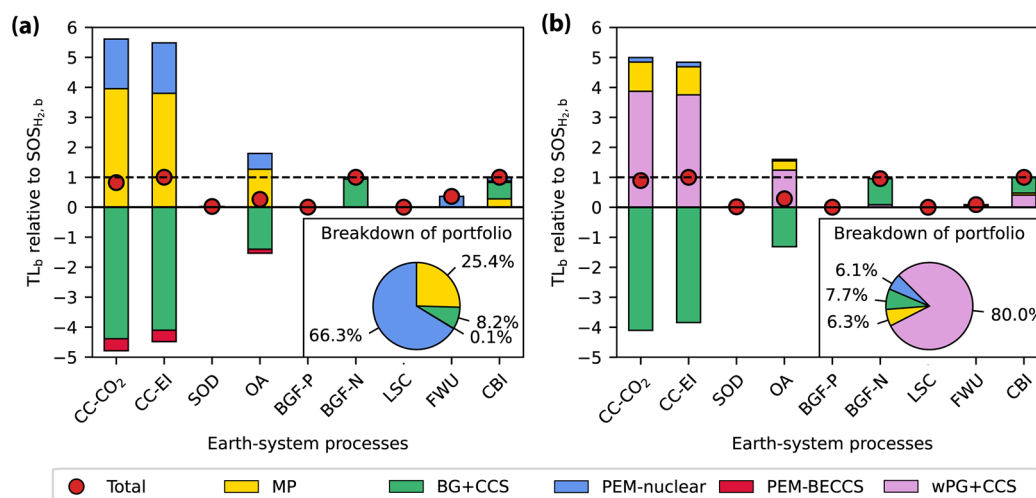 (a)
TL_b relative to SOS_H₂,b
6
5
4
3
2
1
0
−1
−2
−3
−4
−5
Breakdown of portfolio
25.4%
8.2%
0.1%
66.3%
CC-CO₂
CC-EI
SOD
OA
BGF-P
BGF-N
LSC
FWU
CBI
Earth-system processes
(b)
TL_b relative to SOS_H₂,b
6
5
4
3
2
1
0
−1
−2
−3
−4
−5
Breakdown of portfolio
6.1%
7.7%
6.3%
80.0%
CC-CO₂
CC-EI
SOD
OA
BGF-P
BGF-N
LSC
FWU
CBI
Earth-system processes
Total MP BG+CCS PEM-nuclear PEM-BECCS wPG+CCS